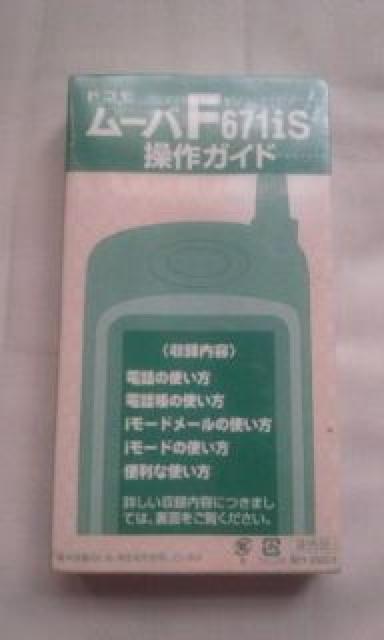 ドコモ
ムーバF671iS
操作ガイド
〈収録内容〉
電話の使い方
電話帳の使い方
iモードメールの使い方
iモードの使い方
便利な使い方
詳しい収録内容につきまし
ては、裏面をご覧ください。
非売品